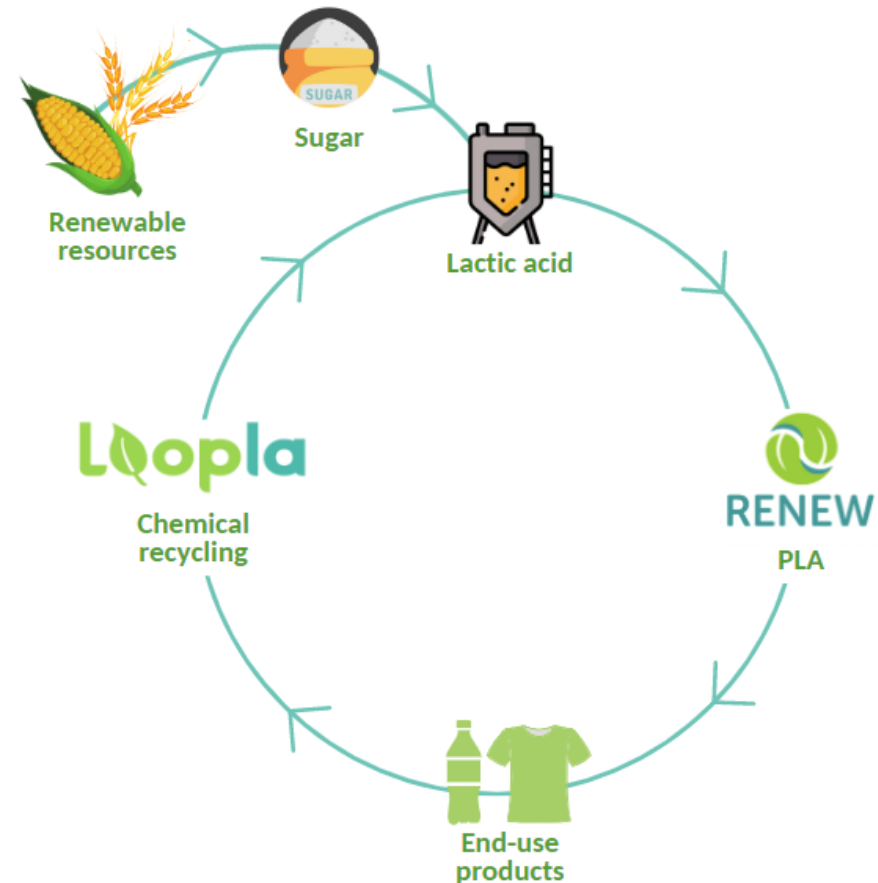 SUGAR
Sugar
Renewable
resources
Lactic acid
Loopla
Chemical
recycling
RENEW
PLA
End-use
products